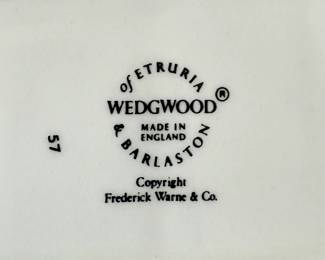 of ETRURIA
WEDGWOOD®
MADE IN
ENGLAND
& BARLASTON
57
Copyright
Frederick Warne & Co.